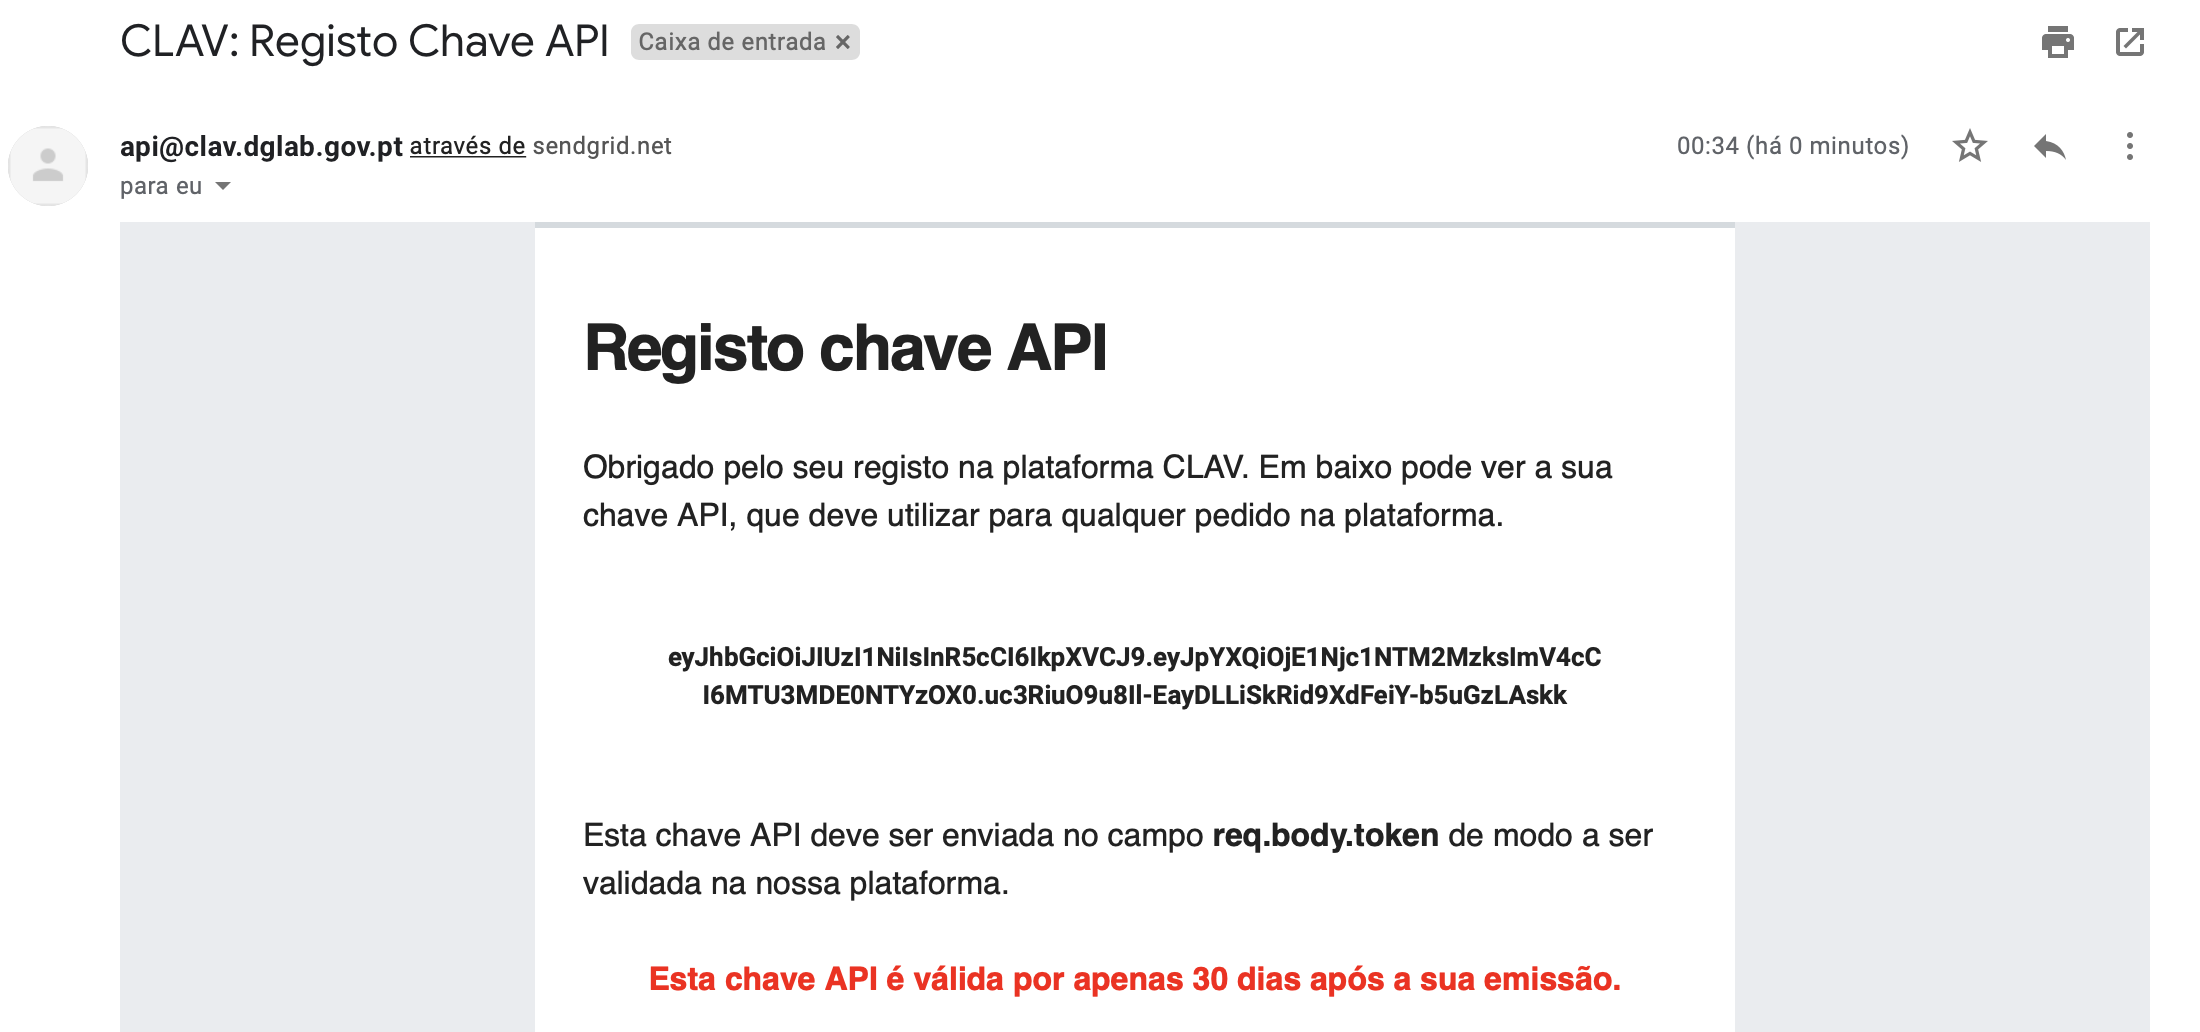 CLAV: Registo Chave API Caixa de entrada ×
api@clav.dglab.gov.pt através de sendgrid.net 00:34 (há 0 minutos)
para eu
Registo chave API
Obrigado pelo seu registo na plataforma CLAV. Em baixo pode ver a sua
chave API, que deve utilizar para qualquer pedido na plataforma.
eyJhbGciOiJIUzI1NiIsInR5cCI6IkpXVCJ9.eyJpYXQiOjE1Njc1NTM2MzksImV4cC
I6MTU3MDE0NTYzOX0.uc3RiuO9u8Il-EayDLLiSkRid9XdFeiY-b5uGzLAskk
Esta chave API deve ser enviada no campo req.body.token de modo a ser
validada na nossa plataforma.
Esta chave API é válida por apenas 30 dias após a sua emissão.